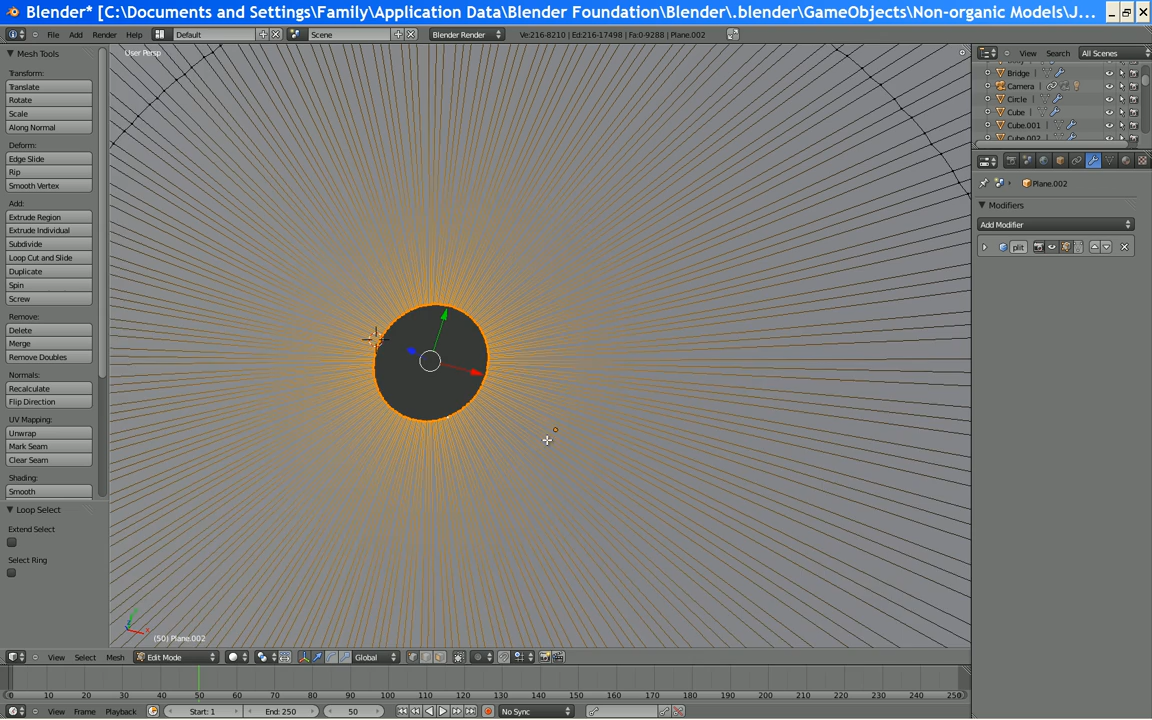 Blender* [C:\Documents and Settings\Family\Application Data\Blender Foundation\Blender\.blender\GameObjects\Non-organic Models\J...
File Add Render Help Default Scene Blender Render Ve:216-8210 | Ed:216-17498 | Fa:0-9288 | Plane.002
Mesh Tools
Transform:
Translate
Rotate
Scale
Along Normal
Deform:
Edge Slide
Rip
Smooth Vertex
Add:
Extrude Region
Extrude Individual
Subdivide
Loop Cut and Slide
Duplicate
Spin
Screw
Remove:
Delete
Merge
Remove Doubles
Normals:
Recalculate
Flip Direction
UV Mapping:
Unwrap
Mark Seam
Clear Seam
Shading:
Smooth
Loop Select
Extend Select
Select Ring
User Persp
(50) Plane.002
View Search All Scenes
Bridge
Camera
Circle
Cube
Cube.001
Cube.002
Plane.002
Modifiers
Add Modifier
plit
View Select Mesh Edit Mode Global
0 10 20 30 40 50 60 70 80 90 100 110 120 130 140 150 160 170 180 190 200 210 220 230 240 250
View Frame Playback Start: 1 End: 250 50 No Sync